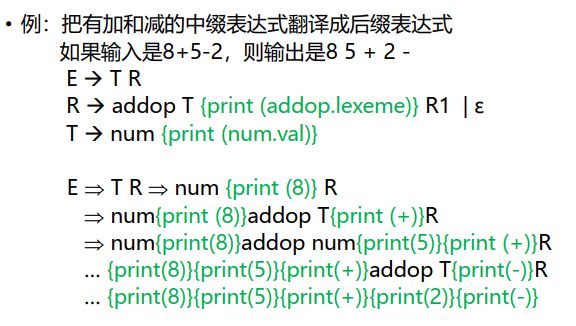 • 例：把有加和减的中缀表达式翻译成后缀表达式
如果输入是8+5-2，则输出是8 5 + 2 -
E → T R
R → addop T {print (addop.lexeme)} R1 | ε
T → num {print (num.val)}
E ⇒ T R ⇒ num {print (8)} R
⇒ num{print (8)}addop T{print (+)}R
⇒ num{print(8)}addop num{print(5)}{print (+)}R
… {print(8)}{print(5)}{print(+)}addop T{print(-)}R
… {print(8)}{print(5)}{print(+)}{print(2)}{print(-)}